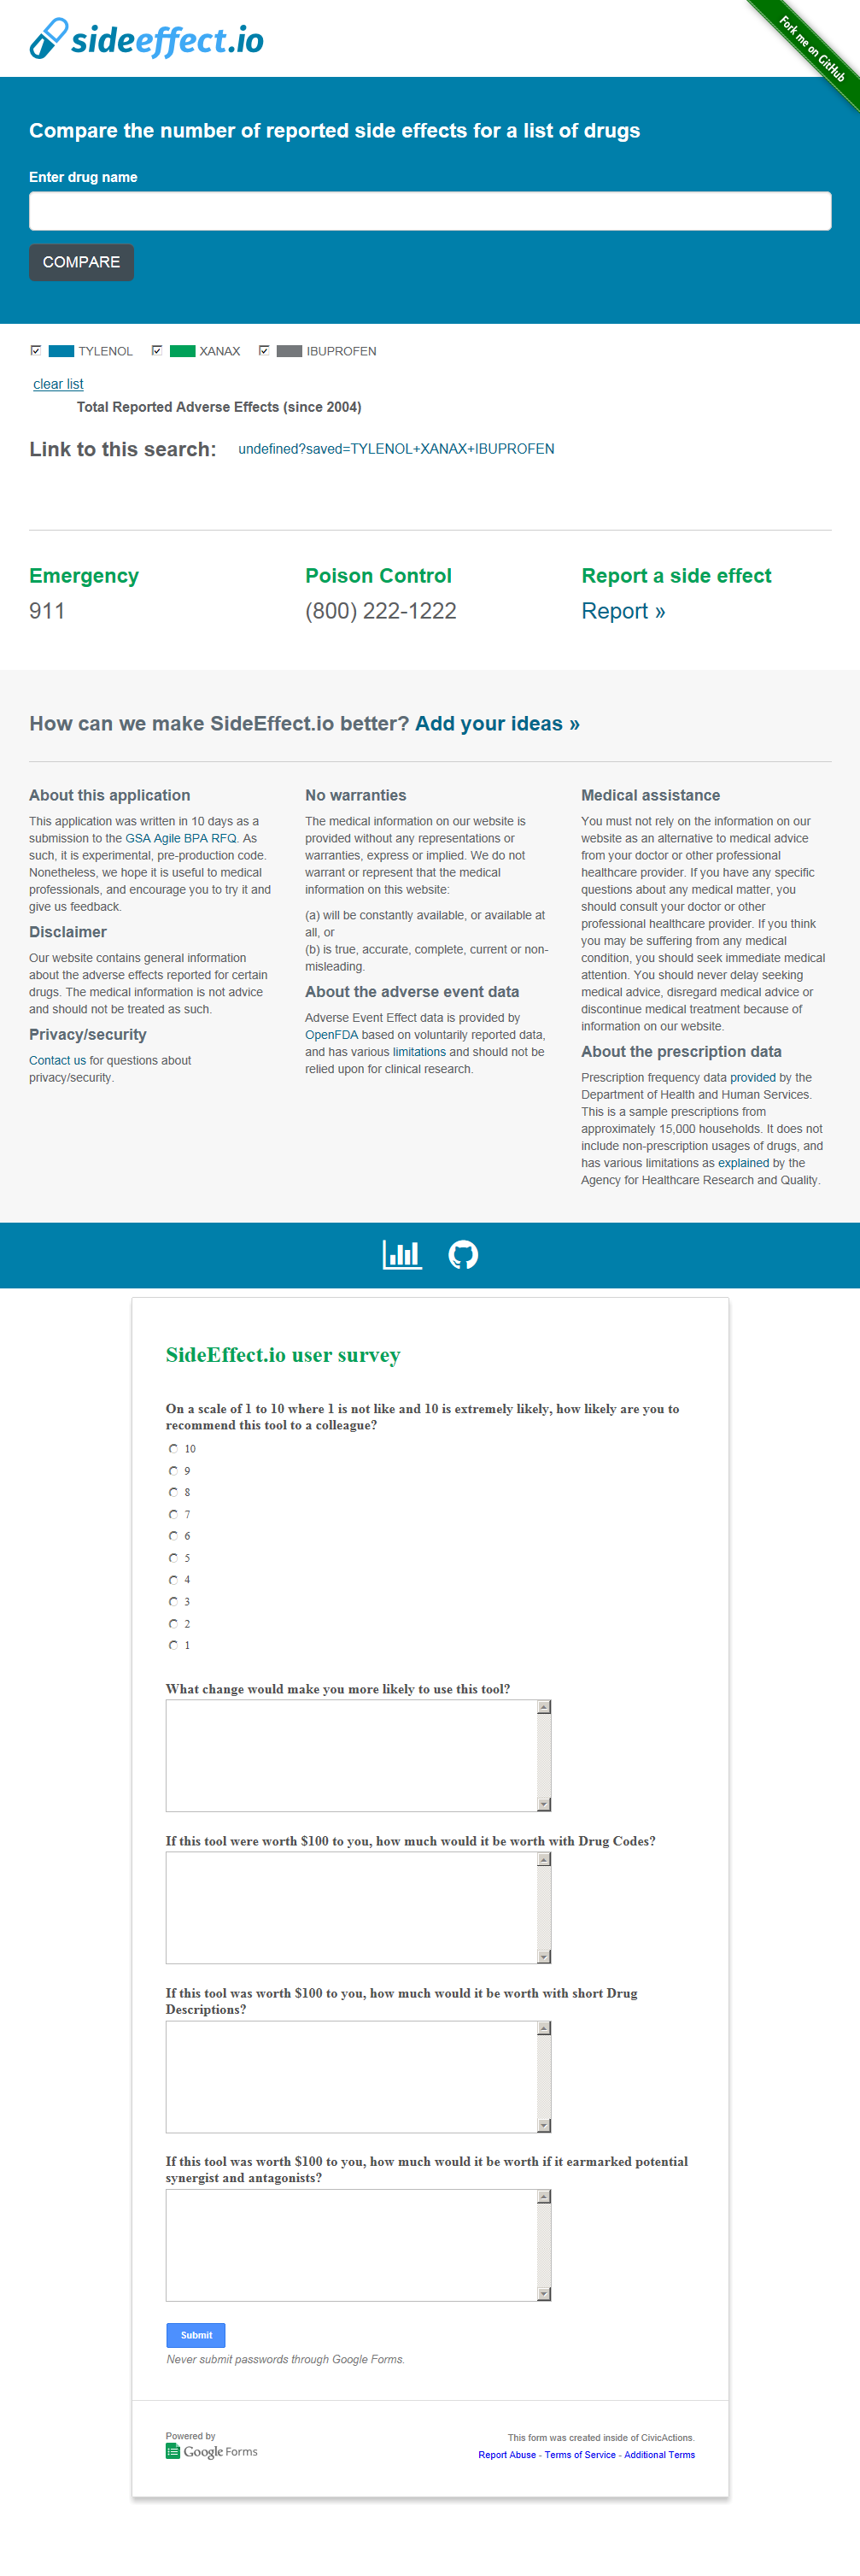 sideeffect.io
Fork me on GitHub
Compare the number of reported side effects for a list of drugs
Enter drug name
COMPARE
TYLENOL XANAX IBUPROFEN
clear list
Total Reported Adverse Effects (since 2004)
Link to this search: undefined?saved=TYLENOL+XANAX+IBUPROFEN
Emergency
911
Poison Control
(800) 222-1222
Report a side effect
Report »
How can we make SideEffect.io better? Add your ideas »
About this application
This application was written in 10 days as a
submission to the GSA Agile BPA RFQ. As
such, it is experimental, pre-production code.
Nonetheless, we hope it is useful to medical
professionals, and encourage you to try it and
give us feedback.
Disclaimer
Our website contains general information
about the adverse effects reported for certain
drugs. The medical information is not advice
and should not be treated as such.
Privacy/security
Contact us for questions about
privacy/security.
No warranties
The medical information on our website is
provided without any representations or
warranties, express or implied. We do not
warrant or represent that the medical
information on this website:
(a) will be constantly available, or available at
all, or
(b) is true, accurate, complete, current or non-
misleading.
About the adverse event data
Adverse Event Effect data is provided by
OpenFDA based on voluntarily reported data,
and has various limitations and should not be
relied upon for clinical research.
Medical assistance
You must not rely on the information on our
website as an alternative to medical advice
from your doctor or other professional
healthcare provider. If you have any specific
questions about any medical matter, you
should consult your doctor or other
professional healthcare provider. If you think
you may be suffering from any medical
condition, you should seek immediate medical
attention. You should never delay seeking
medical advice, disregard medical advice or
discontinue medical treatment because of
information on our website.
About the prescription data
Prescription frequency data provided by the
Department of Health and Human Services.
This is a sample prescriptions from
approximately 15,000 households. It does not
include non-prescription usages of drugs, and
has various limitations as explained by the
Agency for Healthcare Research and Quality.
SideEffect.io user survey
On a scale of 1 to 10 where 1 is not like and 10 is extremely likely, how likely are you to
recommend this tool to a colleague?
10
9
8
7
6
5
4
3
2
1
What change would make you more likely to use this tool?
If this tool were worth $100 to you, how much would it be worth with Drug Codes?
If this tool was worth $100 to you, how much would it be worth with short Drug
Descriptions?
If this tool was worth $100 to you, how much would it be worth if it earmarked potential
synergist and antagonists?
Submit
Never submit passwords through Google Forms.
Powered by
Google Forms
This form was created inside of CivicActions.
Report Abuse - Terms of Service - Additional Terms